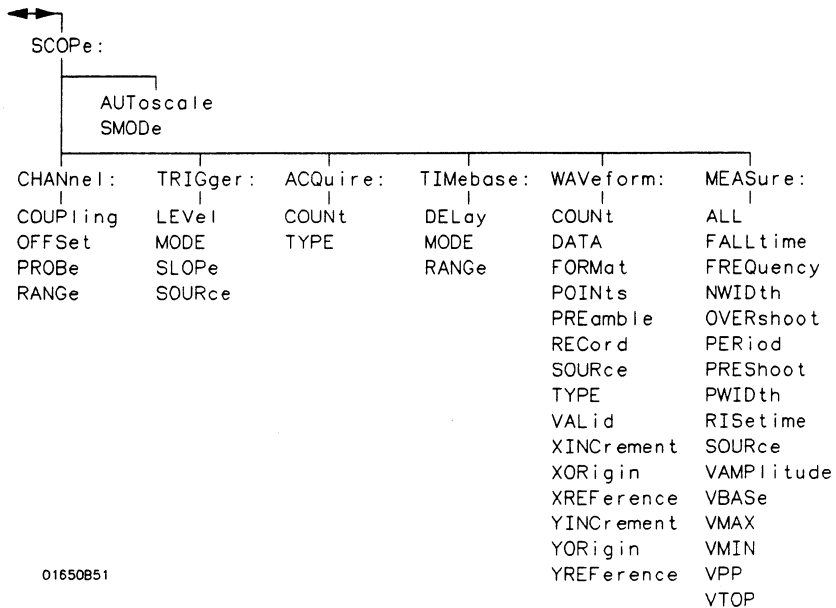 SCOPe:
AUToscale
SMODe
CHANnel: TRIGger: ACQuire: TIMebase: WAVeform: MEASure:
COUPling LEVel COUNt DELay COUNt ALL
OFFSet MODE TYPE MODE DATA FALLtime
PROBe SLOPe RANGe FORMat FREQuency
RANGe SOURce POINts NWIDth
PREamble OVERshoot
RECord PERiod
SOURce PREShoot
TYPE PWIDth
VALid RISetime
XINCrement SOURce
XORigin VAMPlitude
XREFerence VBASe
YINCrement VMAX
YORigin VMIN
01650B51 YREFerence VPP
VTOP